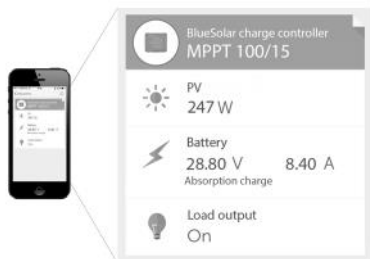 BlueSolar charge controller
MPPT 100/15
PV
247 W
Battery
28.80 V 8.40 A
Absorption charge
Load output
On